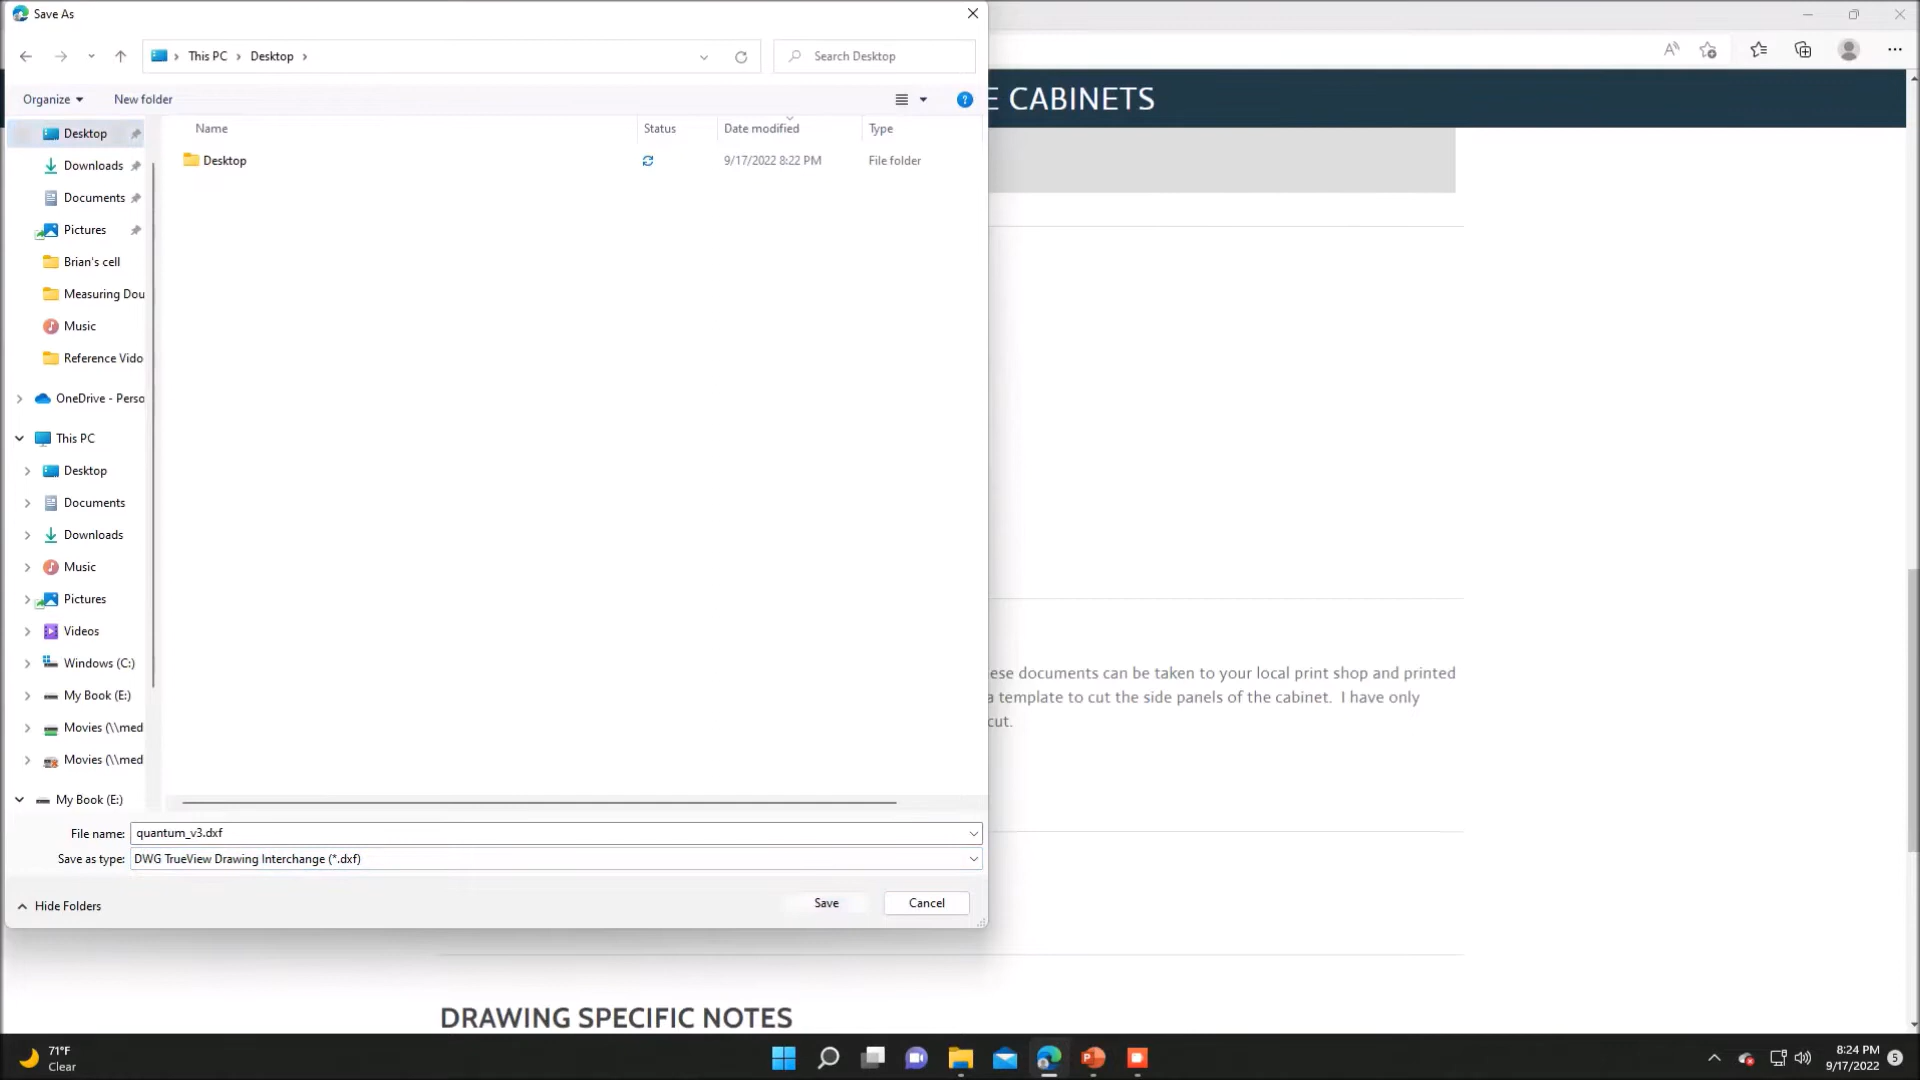 Save As
This PC
Desktop
Search Desktop
Organize
New folder
E CABINETS
Name
Status
Date modified
Type
Desktop
9/17/2022 8:22 PM
File folder
Desktop
Downloads
Documents
Pictures
Brian's cell
Measuring Dou
Music
Reference Vido
OneDrive - Perso
This PC
Desktop
Documents
Downloads
Music
Pictures
Videos
Windows (C:)
My Book (E:)
Movies (\\med
Movies (\\med
My Book (E:)
ese documents can be taken to your local print shop and printed
a template to cut the side panels of the cabinet. I have only
cut.
File name: quantum_v3.dxf
Save as type: DWG TrueView Drawing Interchange (*.dxf)
Hide Folders
Save
Cancel
DRAWING SPECIFIC NOTES
71°F
Clear
8:24 PM
9/17/2022
5